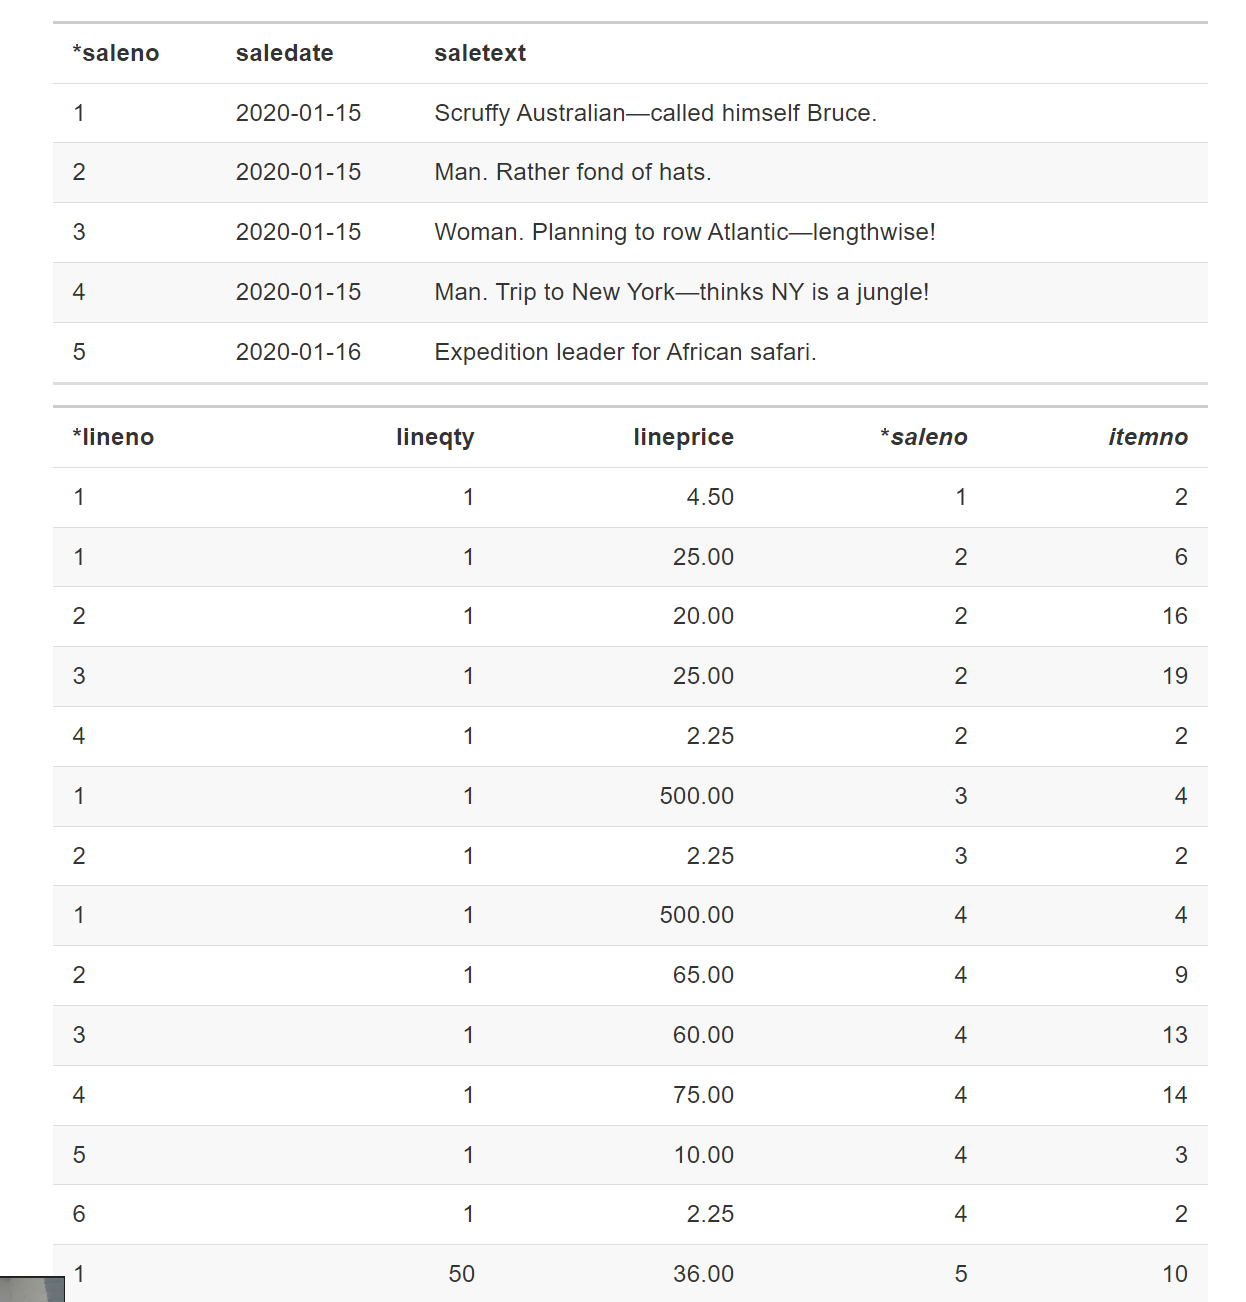 *saleno saledate saletext
1 2020-01-15 Scruffy Australian—called himself Bruce.
2 2020-01-15 Man. Rather fond of hats.
3 2020-01-15 Woman. Planning to row Atlantic—lengthwise!
4 2020-01-15 Man. Trip to New York—thinks NY is a jungle!
5 2020-01-16 Expedition leader for African safari.
*lineno lineqty lineprice *saleno itemno
1 1 4.50 1 2
1 1 25.00 2 6
2 1 20.00 2 16
3 1 25.00 2 19
4 1 2.25 2 2
1 1 500.00 3 4
2 1 2.25 3 2
1 1 500.00 4 4
2 1 65.00 4 9
3 1 60.00 4 13
4 1 75.00 4 14
5 1 10.00 4 3
6 1 2.25 4 2
1 50 36.00 5 10